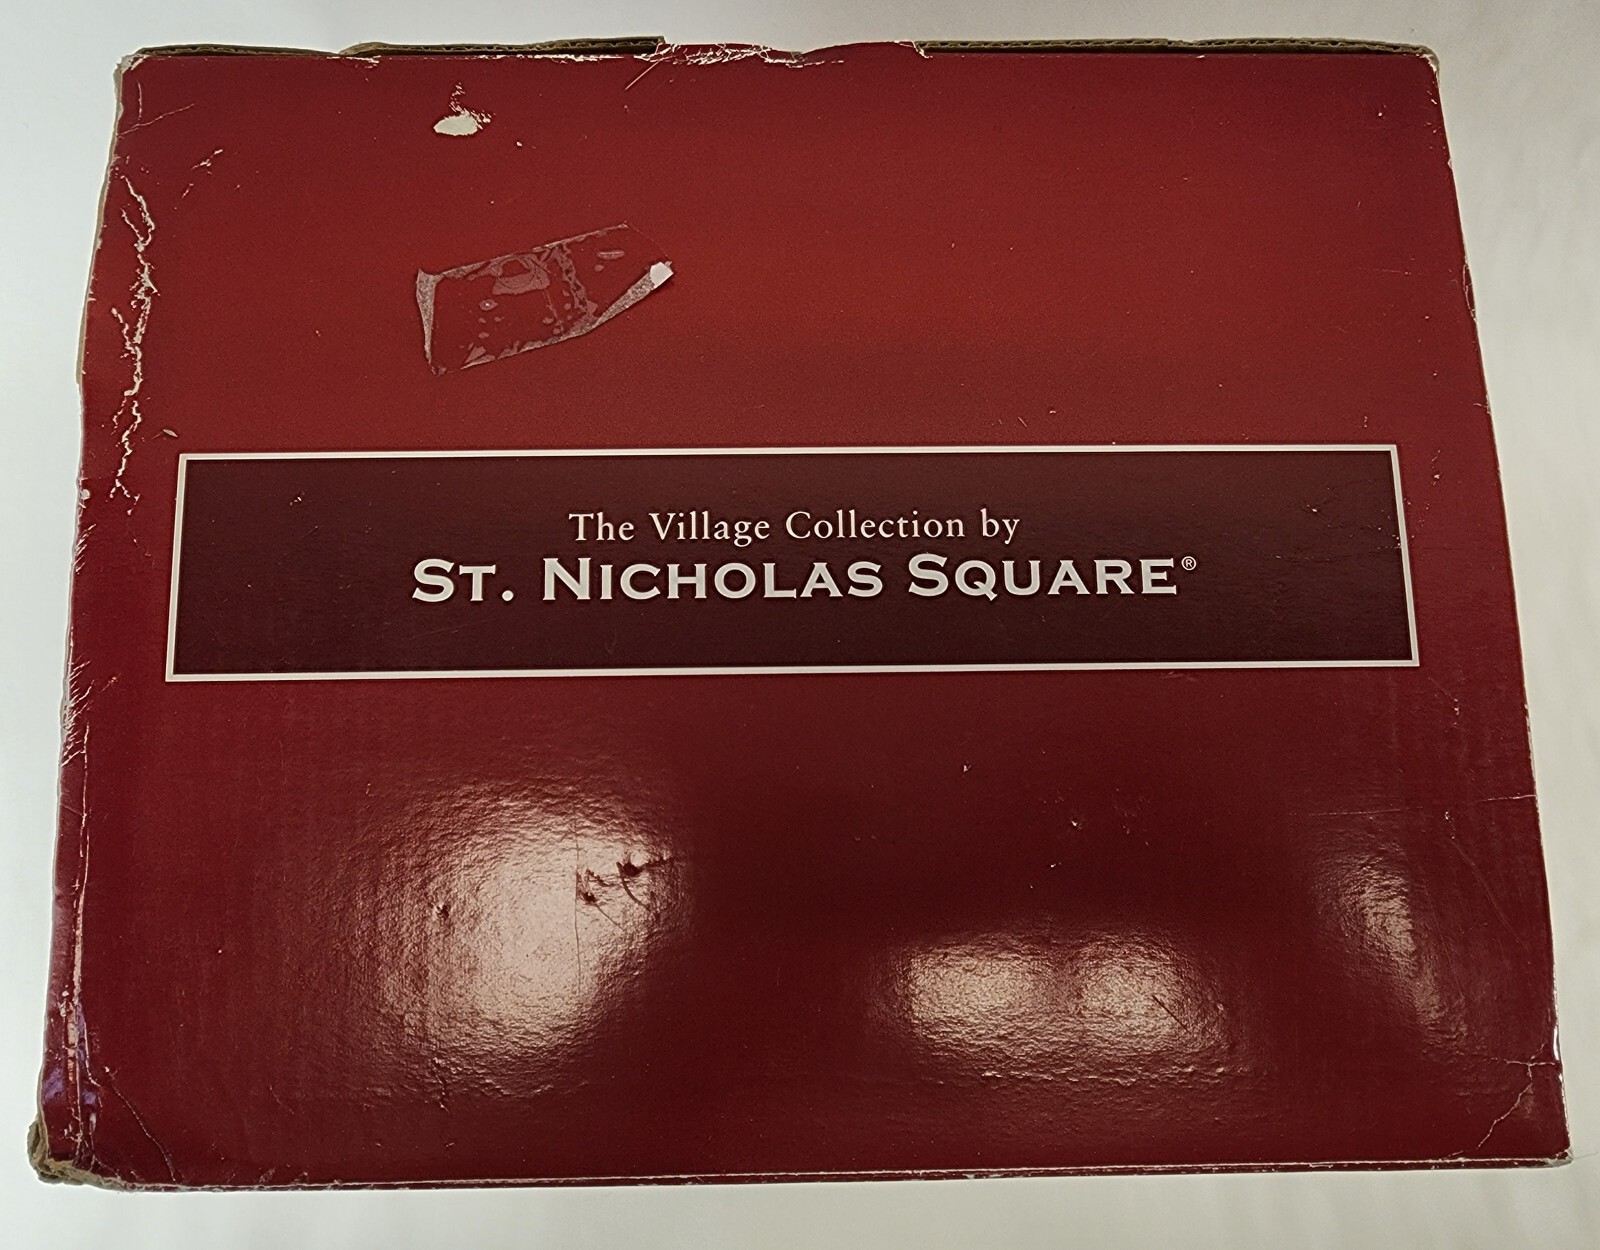 The Village Collection by
ST. NICHOLAS SQUARE®